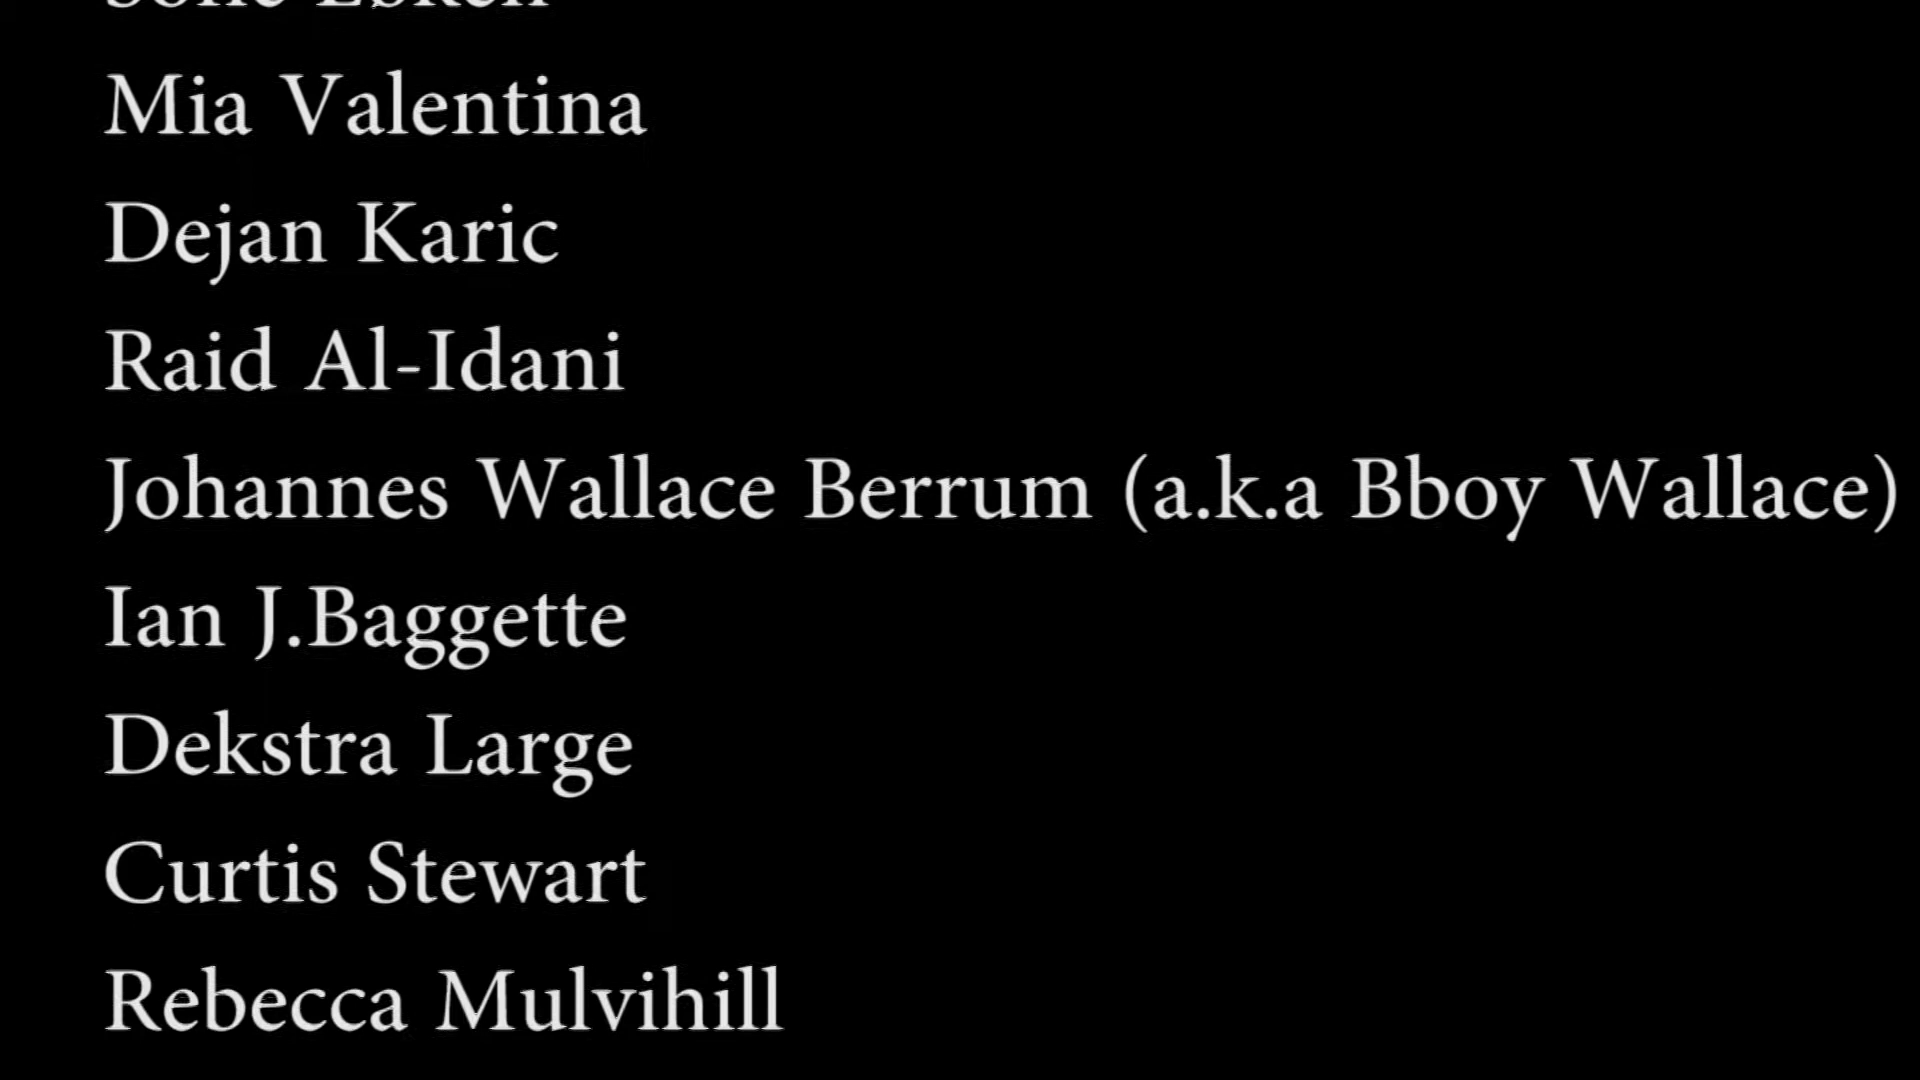 Mia Valentina
Dejan Karic
Raid Al-Idani
Johannes Wallace Berrum (a.k.a Bboy Wallace)
Ian J.Baggette
Dekstra Large
Curtis Stewart
Rebecca Mulvihill